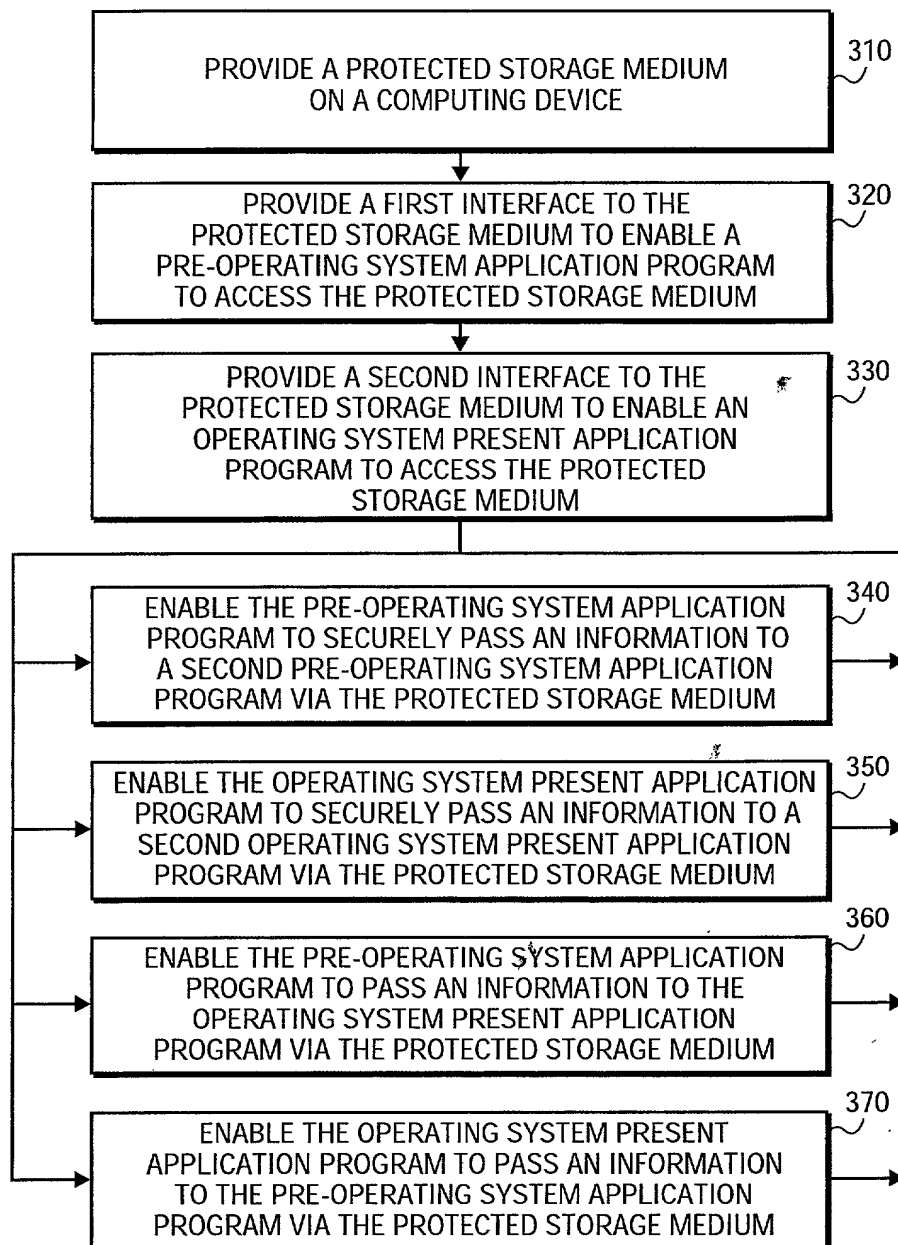 PROVIDE A PROTECTED STORAGE MEDIUM
ON A COMPUTING DEVICE
310
PROVIDE A FIRST INTERFACE TO THE
PROTECTED STORAGE MEDIUM TO ENABLE A
PRE-OPERATING SYSTEM APPLICATION PROGRAM
TO ACCESS THE PROTECTED STORAGE MEDIUM
320
PROVIDE A SECOND INTERFACE TO THE
PROTECTED STORAGE MEDIUM TO ENABLE AN
OPERATING SYSTEM PRESENT APPLICATION
PROGRAM TO ACCESS THE PROTECTED
STORAGE MEDIUM
330
ENABLE THE PRE-OPERATING SYSTEM APPLICATION
PROGRAM TO SECURELY PASS AN INFORMATION TO
A SECOND PRE-OPERATING SYSTEM APPLICATION
PROGRAM VIA THE PROTECTED STORAGE MEDIUM
340
ENABLE THE OPERATING SYSTEM PRESENT APPLICATION
PROGRAM TO SECURELY PASS AN INFORMATION TO A
SECOND OPERATING SYSTEM PRESENT APPLICATION
PROGRAM VIA THE PROTECTED STORAGE MEDIUM
350
ENABLE THE PRE-OPERATING SYSTEM APPLICATION
PROGRAM TO PASS AN INFORMATION TO THE
OPERATING SYSTEM PRESENT APPLICATION
PROGRAM VIA THE PROTECTED STORAGE MEDIUM
360
ENABLE THE OPERATING SYSTEM PRESENT
APPLICATION PROGRAM TO PASS AN INFORMATION
TO THE PRE-OPERATING SYSTEM APPLICATION
PROGRAM VIA THE PROTECTED STORAGE MEDIUM
370